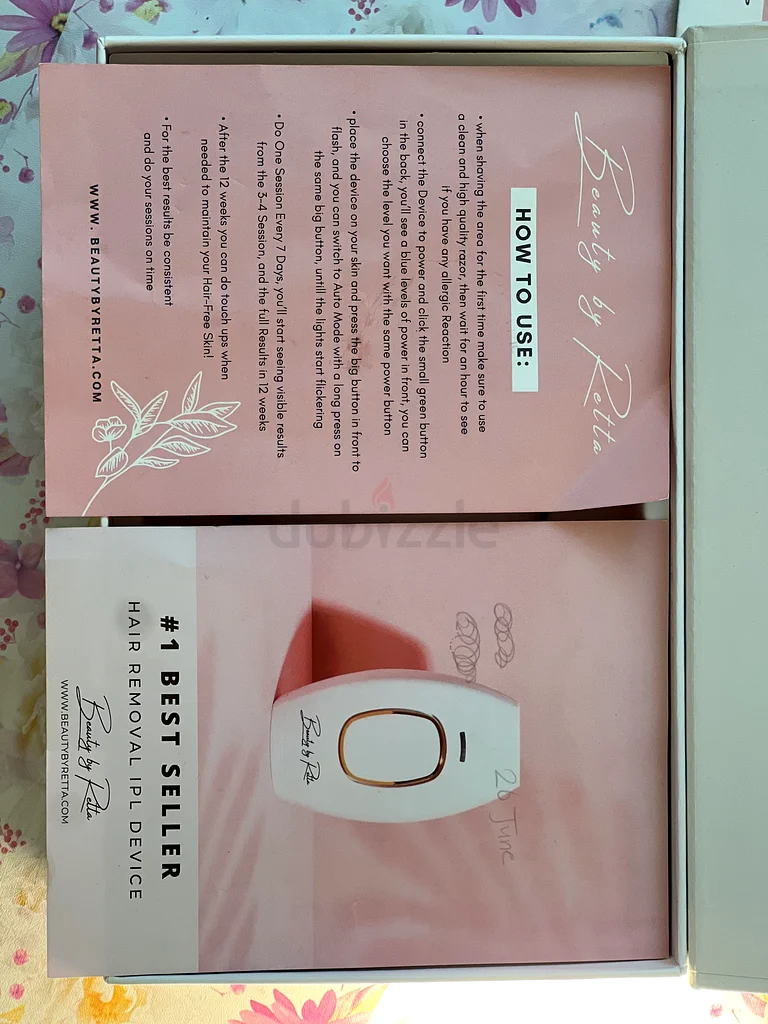 Beauty by Retta
HOW TO USE:
• when shaving the area for the first time make sure to use
a clean and high quality razor, then wait for an hour to see
if you have any allergic Reaction
• connect the Device to power and click the small green button
in the back, you'll see a blue levels of power in front, you can
choose the level you want with the same power button
• place the device on your skin and press the big button in front to
flash, and you can switch to Auto Mode with a long press on
the same big button, untill the lights start flickering
• Do One Session Every 7 Days, you'll start seeing visible results
from the 3-4 Session, and the full Results in 12 weeks
• After the 12 weeks you can do touch ups when
needed to maintain your Hair-Free Skin!
• For the best results be consistent
and do your sessions on time
WWW. BEAUTYBYRETTA.COM
dubizzle
26 June
Beauty by Retta
#1 BEST SELLER
HAIR REMOVAL IPL DEVICE
Beauty by Retta
WWW.BEAUTYBYRETTA.COM